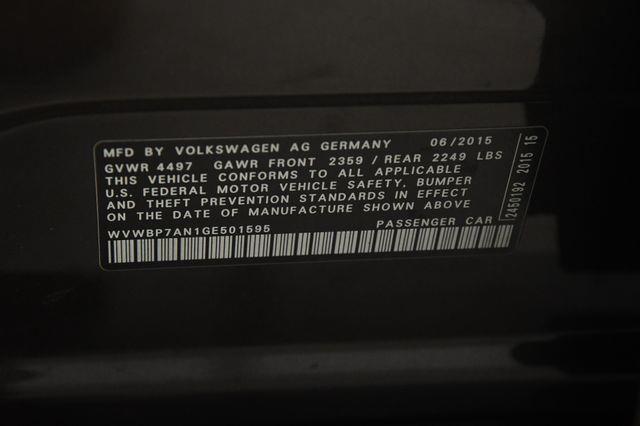 MFD BY VOLKSWAGEN AG GERMANY 06/2015
GVWR 4497 GAWR FRONT 2359 / REAR 2249 LBS
THIS VEHICLE CONFORMS TO ALL APPLICABLE
U.S. FEDERAL MOTOR VEHICLE SAFETY, BUMPER
AND THEFT PREVENTION STANDARDS IN EFFECT
ON THE DATE OF MANUFACTURE SHOWN ABOVE
WVWBP7AN1GE501595 PASSENGER CAR
2450192 2015 15